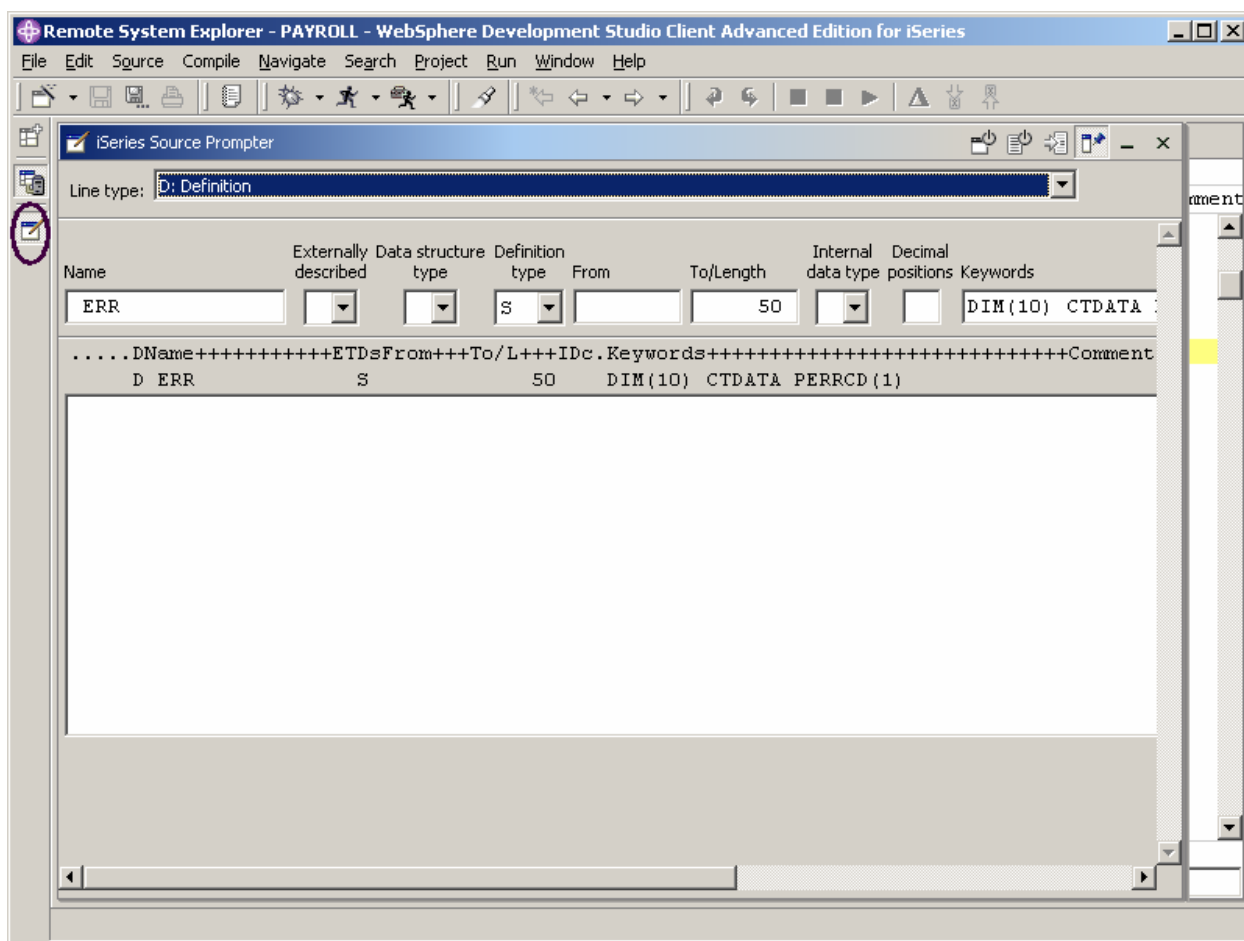 Remote System Explorer - PAYROLL - WebSphere Development Studio Client Advanced Edition for iSeries
File Edit Source Compile Navigate Search Project Run Window Help
iSeries Source Prompter
Line type: D: Definition
mment
Name Externally described Data structure type Definition type From To/Length Internal data type Decimal positions Keywords
ERR S 50 DIM(10) CTDATA
.....DName+++++++++++ETDsFrom+++To/L+++IDc.Keywords+++++++++++++++++++++++++++++Comment
D ERR S 50 DIM(10) CTDATA PERRCD(1)